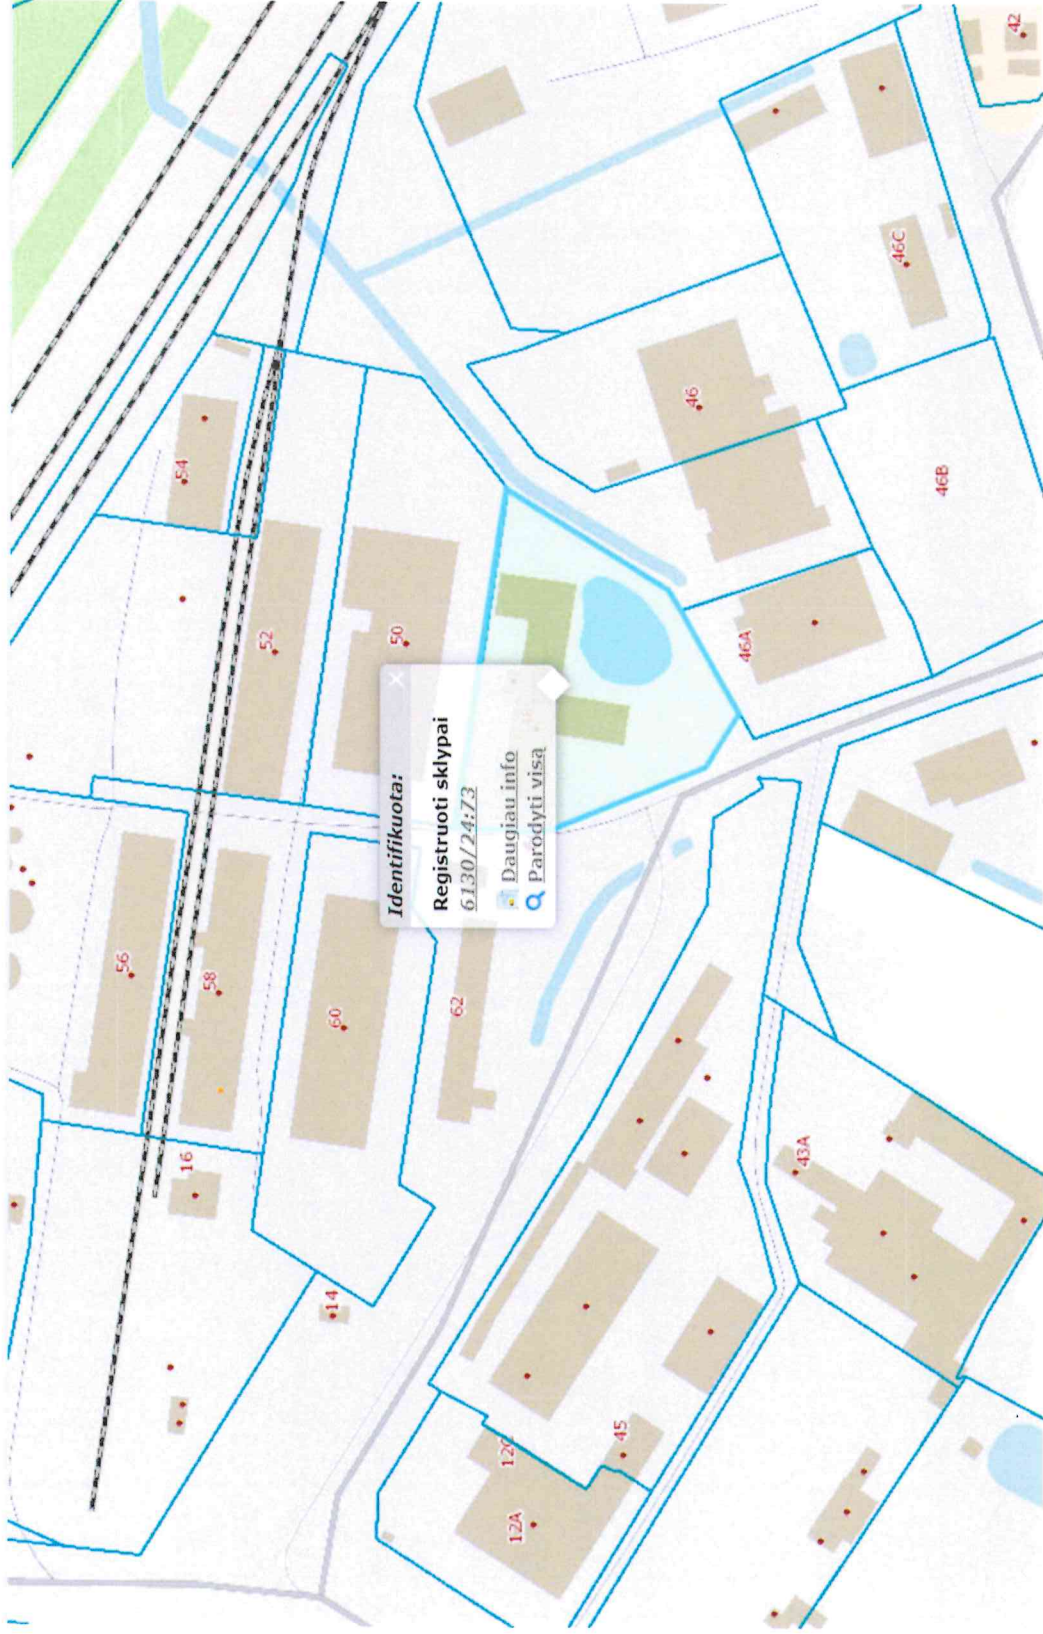 42
54
46C
46
46B
52
50
46A
Identifikuota:
Registruoti sklypai
6130/24:73
Daugiau info
Parodyti visą
56
58
60
62
16
14
43A
45
12C
12A